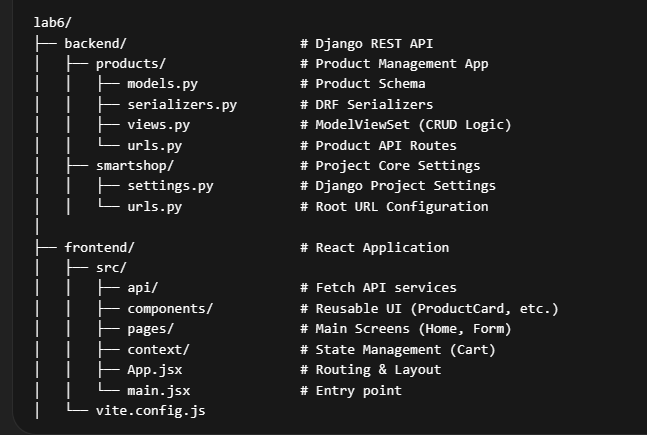 lab6/
├── backend/                      # Django REST API
│   ├── products/                 # Product Management App
│   │   ├── models.py             # Product Schema
│   │   ├── serializers.py        # DRF Serializers
│   │   ├── views.py              # ModelViewSet (CRUD Logic)
│   │   └── urls.py               # Product API Routes
│   ├── smartshop/                # Project Core Settings
│   │   ├── settings.py           # Django Project Settings
│   │   └── urls.py               # Root URL Configuration
│
├── frontend/                     # React Application
│   ├── src/
│   │   ├── api/                  # Fetch API services
│   │   ├── components/           # Reusable UI (ProductCard, etc.)
│   │   ├── pages/                # Main Screens (Home, Form)
│   │   ├── context/              # State Management (Cart)
│   │   ├── App.jsx               # Routing & Layout
│   │   └── main.jsx              # Entry point
│   └── vite.config.js